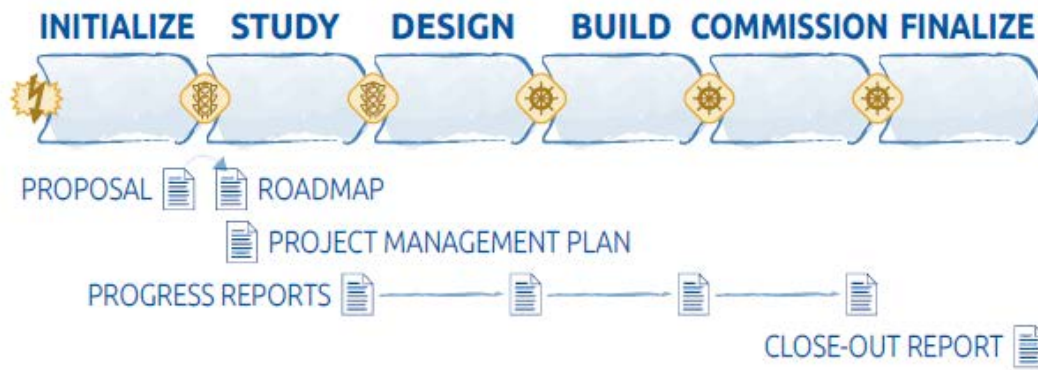 INITIALIZE STUDY DESIGN BUILD COMMISSION FINALIZE
PROPOSAL ROADMAP
PROJECT MANAGEMENT PLAN
PROGRESS REPORTS
CLOSE-OUT REPORT